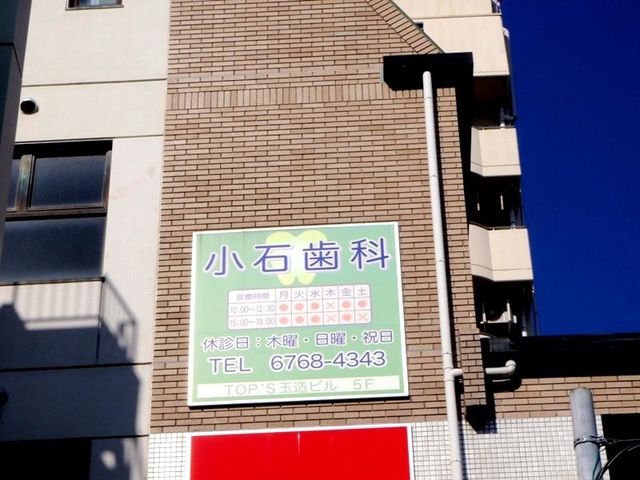 小石歯科
診療時間 月 火 水 木 金 土
10:00〜12:30 ● ● ● × ● ●
15:00〜19:00 ● ● ● × ● ×
休診日:木曜・日曜・祝日
TEL 6768-4343
TOP'S玉造ビル 5F